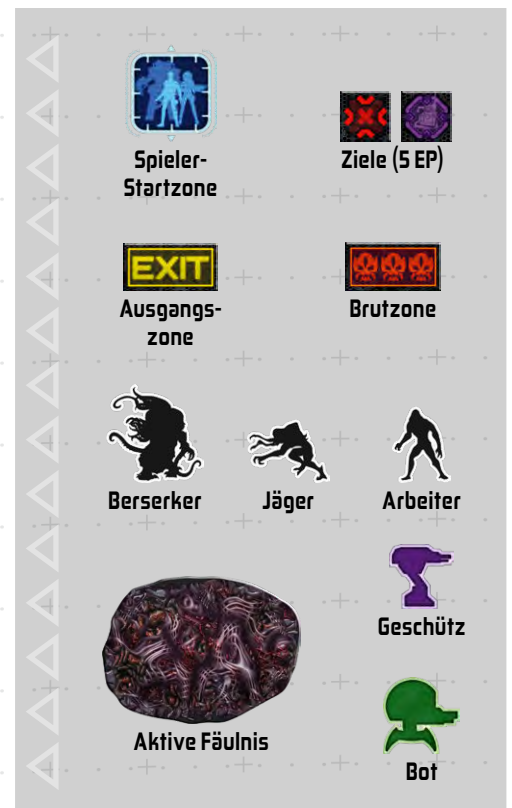 Spieler-
Startzone
Ziele (5 EP)
EXIT
Ausgangs-
zone
Brutzone
Berserker
Jäger
Arbeiter
Geschütz
Aktive Fäulnis
Bot